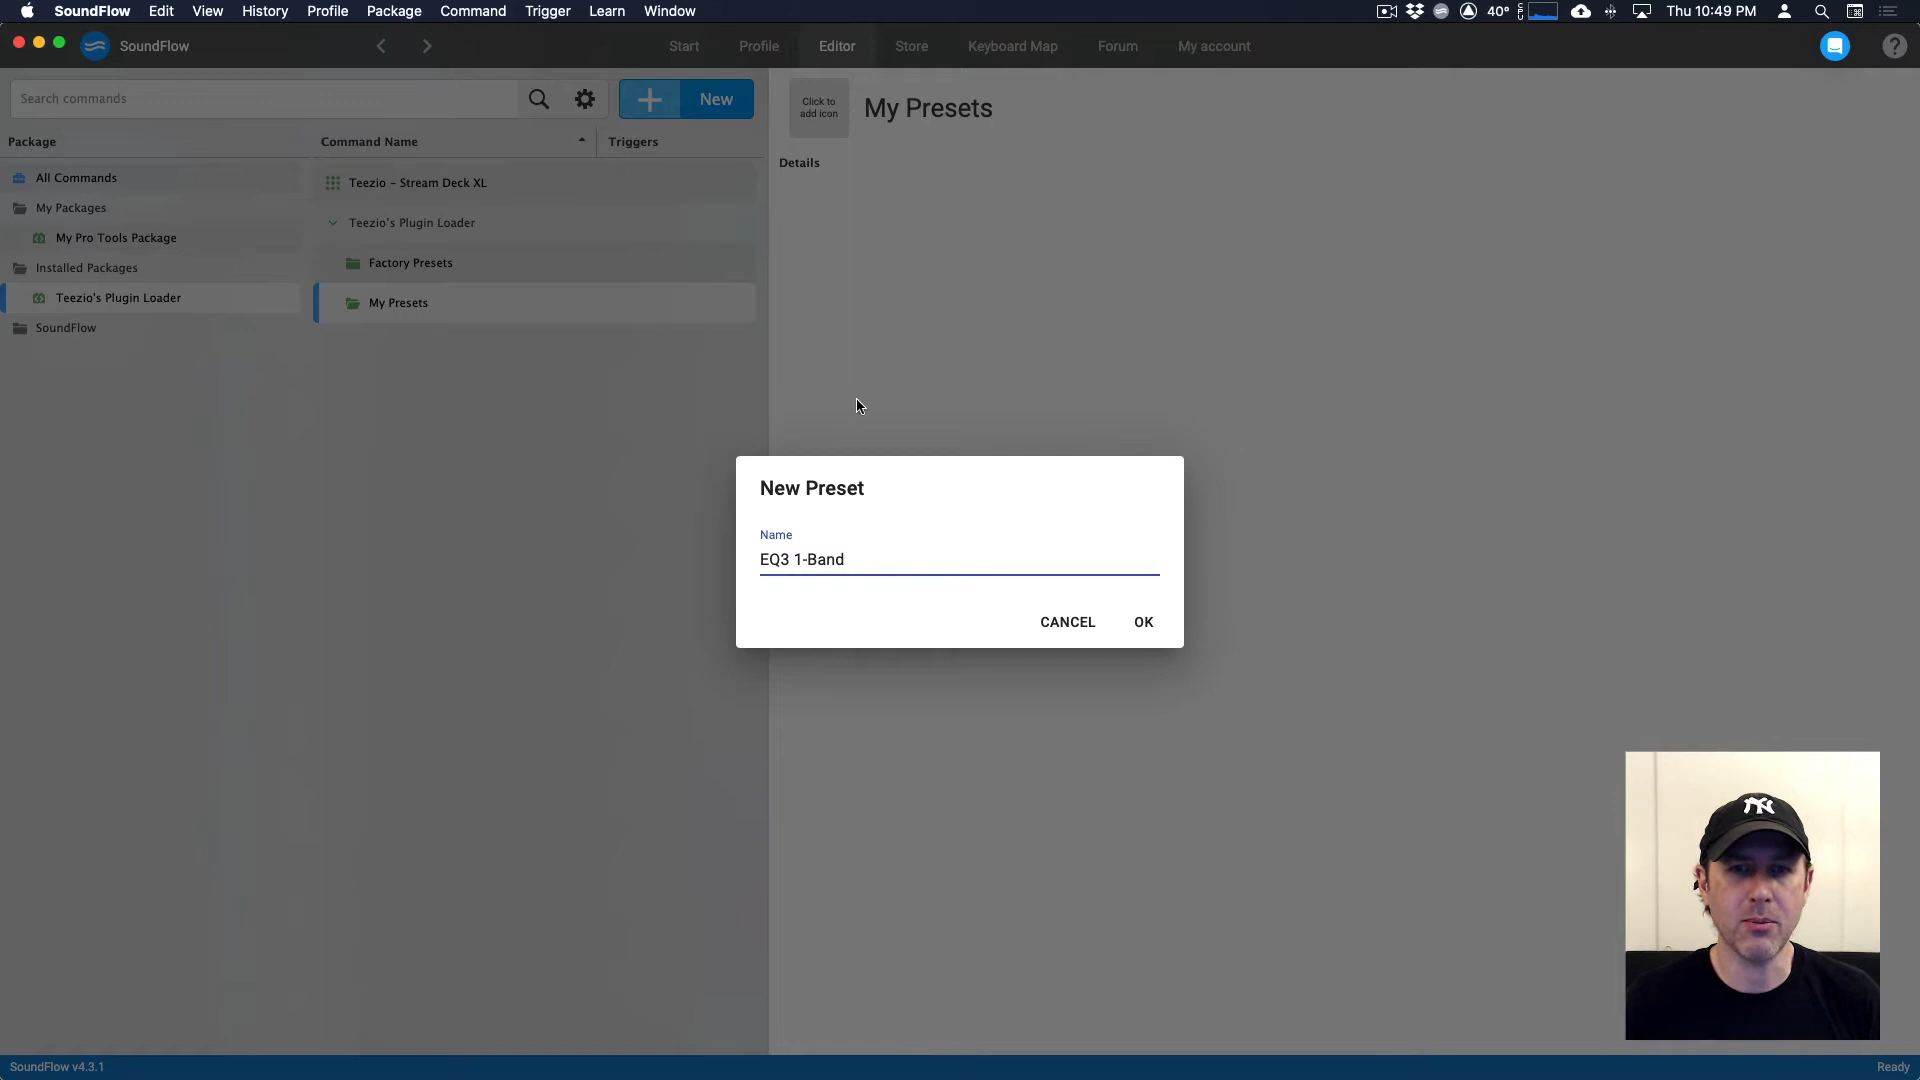 SoundFlow Edit View History Profile Package Command Trigger Learn Window 40° Thu 10:49 PM
SoundFlow Start Profile Editor Store Keyboard Map Forum My account ?
Search commands
New
Package
Command Name
Triggers
All Commands
My Packages
My Pro Tools Package
Installed Packages
Teezio's Plugin Loader
SoundFlow
Teezio - Stream Deck XL
Teezio's Plugin Loader
Factory Presets
My Presets
Click to
add icon
My Presets
Details
New Preset
Name
EQ3 1-Band
CANCEL OK
NY
SoundFlow v4.3.1
Ready